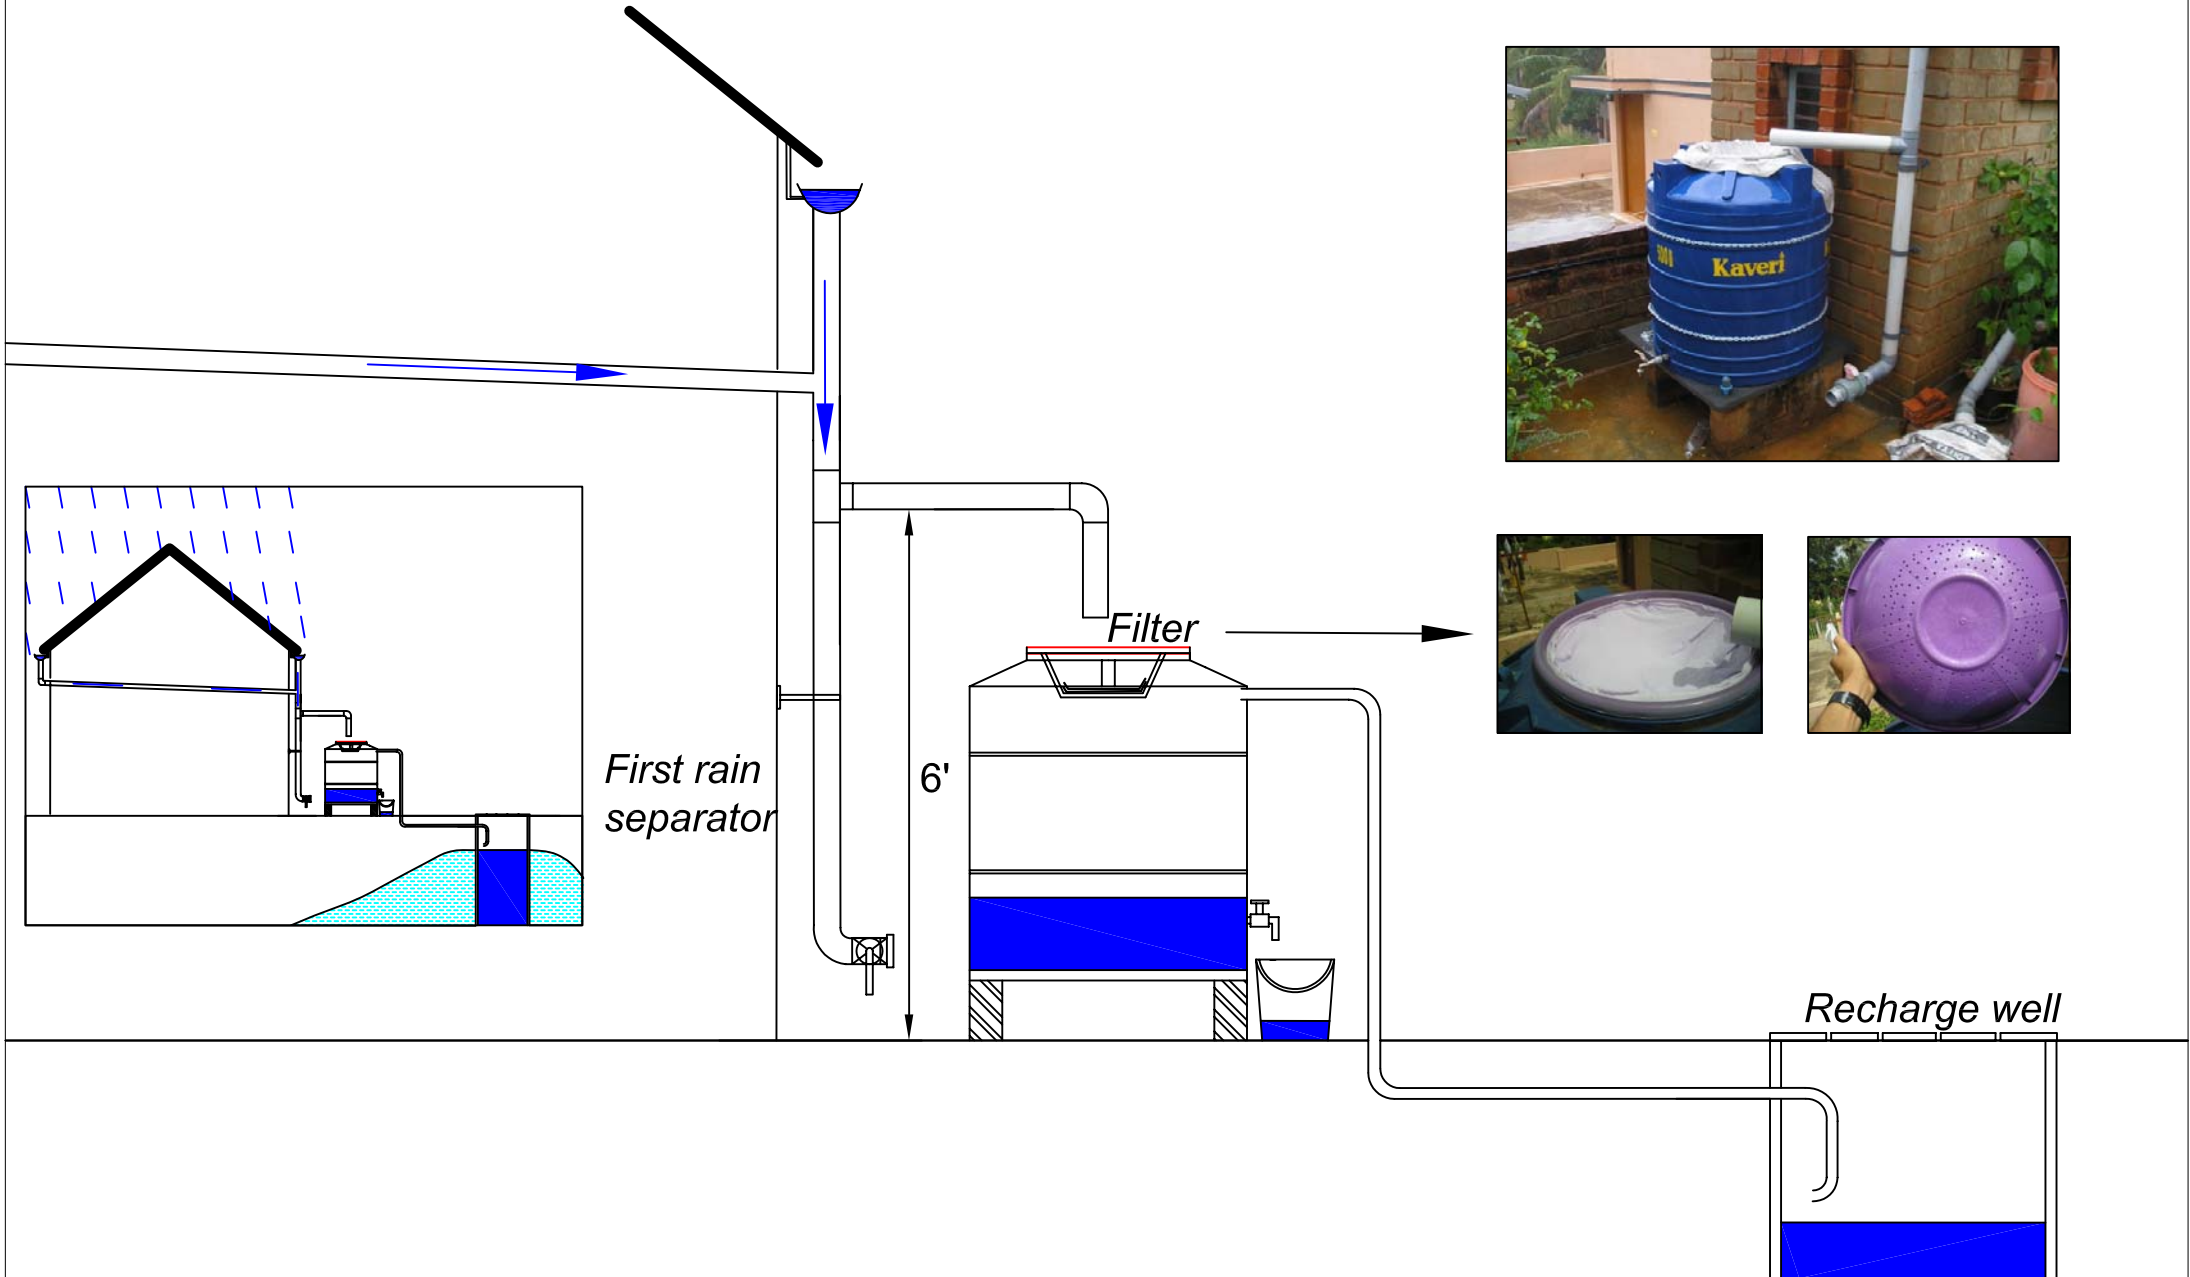 Kaveri
Filter
First rain
separator
6'
Recharge well